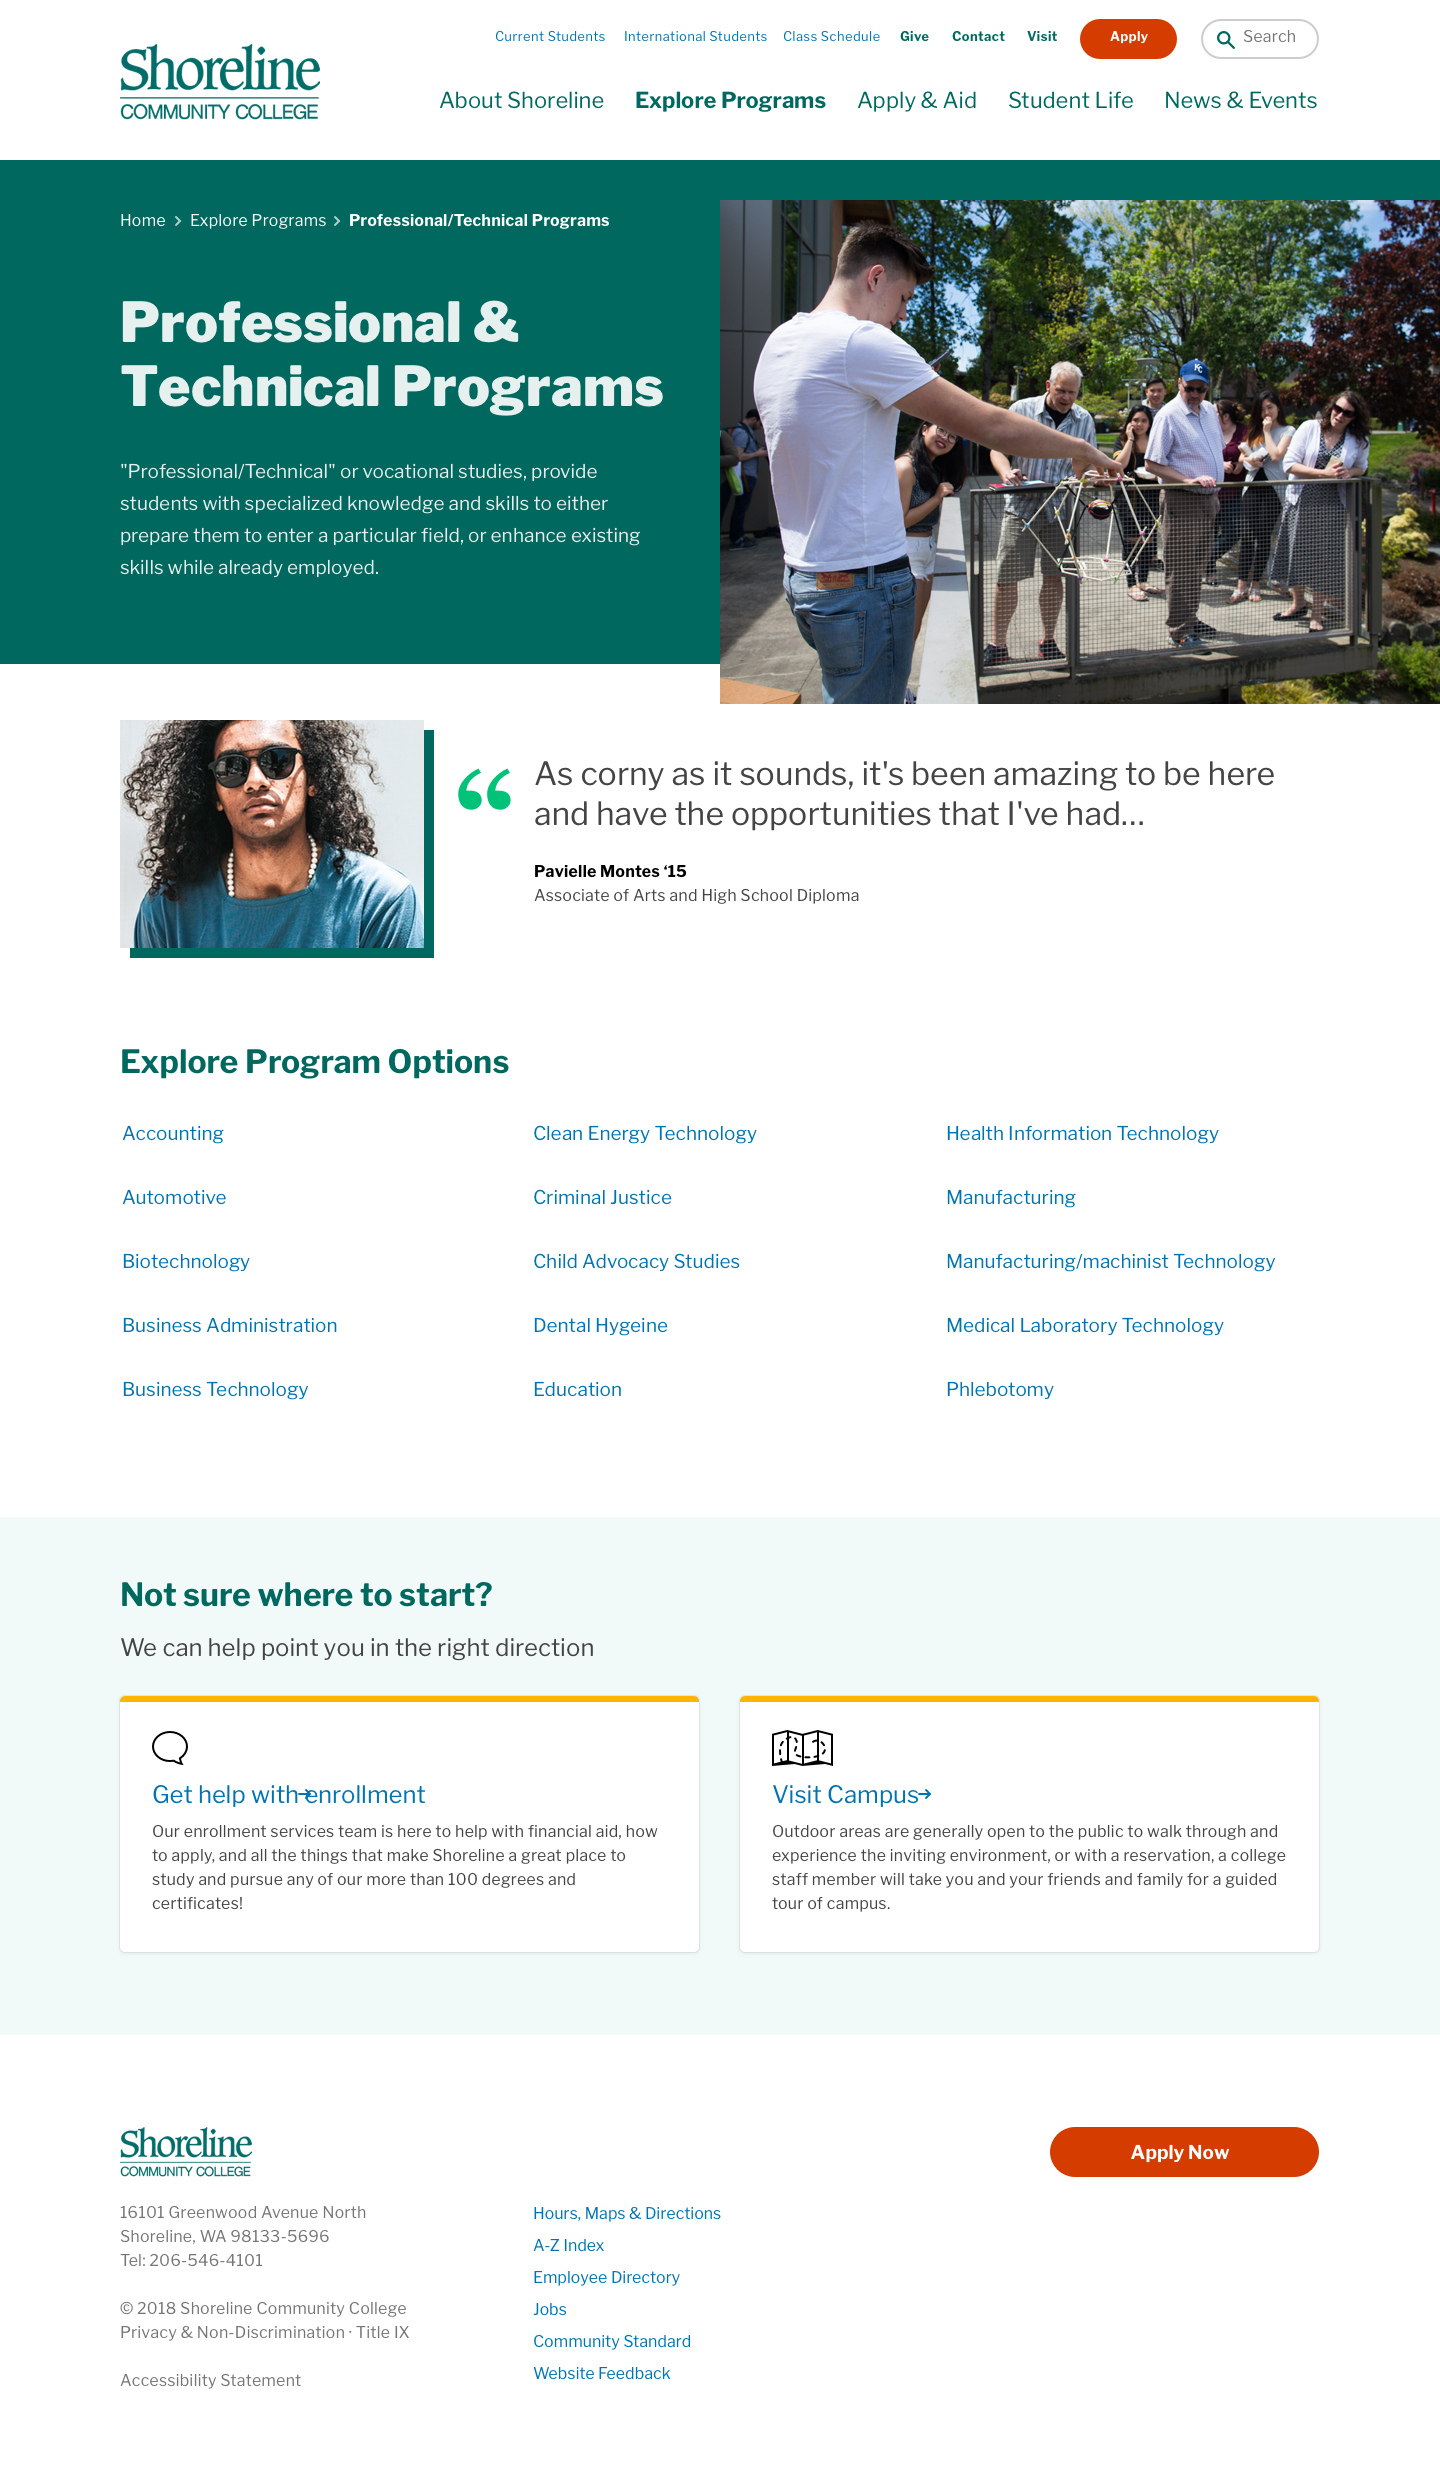 Current Students International Students Class Schedule Give Contact Visit Apply Search
Shoreline
COMMUNITY COLLEGE
About Shoreline Explore Programs Apply & Aid Student Life News & Events
Home Explore Programs Professional/Technical Programs
Professional &
Technical Programs
"Professional/Technical" or vocational studies, provide
students with specialized knowledge and skills to either
prepare them to enter a particular field, or enhance existing
skills while already employed.
KC
“
As corny as it sounds, it's been amazing to be here
and have the opportunities that I've had...
Pavielle Montes ‘15
Associate of Arts and High School Diploma
Explore Program Options
Accounting Clean Energy Technology Health Information Technology
Automotive Criminal Justice Manufacturing
Biotechnology Child Advocacy Studies Manufacturing/machinist Technology
Business Administration Dental Hygeine Medical Laboratory Technology
Business Technology Education Phlebotomy
Not sure where to start?
We can help point you in the right direction
Get help with enrollment
Our enrollment services team is here to help with financial aid, how
to apply, and all the things that make Shoreline a great place to
study and pursue any of our more than 100 degrees and
certificates!
Visit Campus
Outdoor areas are generally open to the public to walk through and
experience the inviting environment, or with a reservation, a college
staff member will take you and your friends and family for a guided
tour of campus.
Shoreline
COMMUNITY COLLEGE
Apply Now
16101 Greenwood Avenue North
Shoreline, WA 98133-5696
Tel: 206-546-4101
© 2018 Shoreline Community College
Privacy & Non-Discrimination · Title IX
Accessibility Statement
Hours, Maps & Directions
A-Z Index
Employee Directory
Jobs
Community Standard
Website Feedback